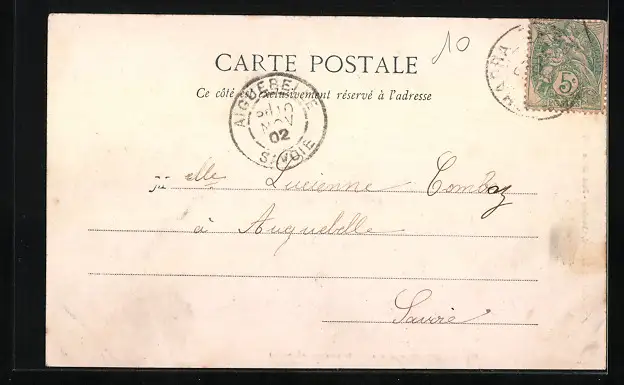 10
CARTE POSTALE
Ce côté est exclusivement réservé à l'adresse
AIGUEBELLE
10
NOV
02
SAVOIE
5c
Melle Lucienne Combaz
à Aiguebelle
Savoie